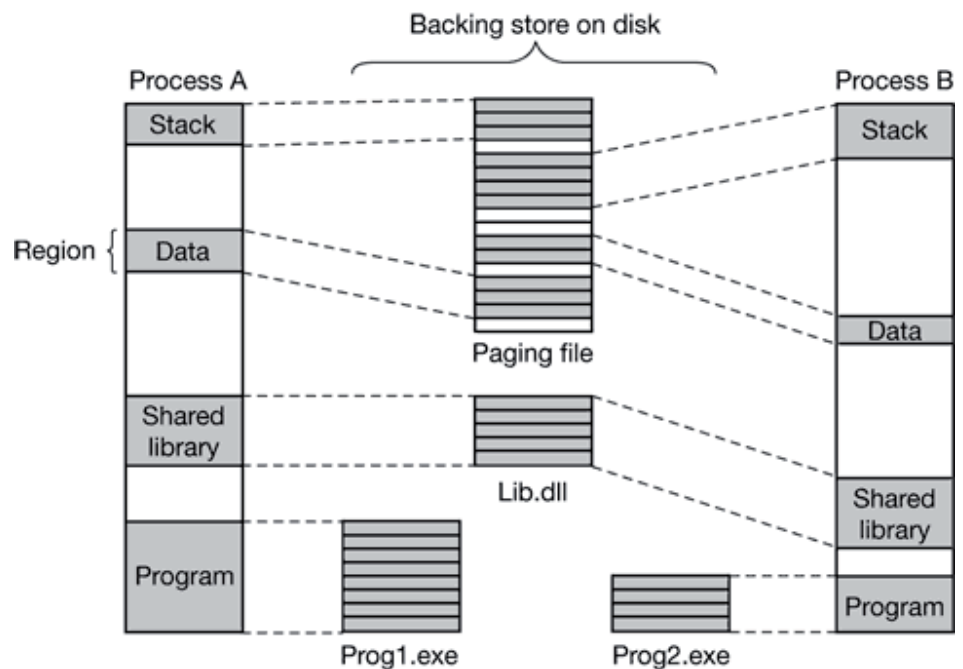 Backing store on disk
Process A
Process B
Stack
Stack
Region
Data
Data
Paging file
Shared
library
Lib.dll
Shared
library
Program
Program
Prog1.exe
Prog2.exe